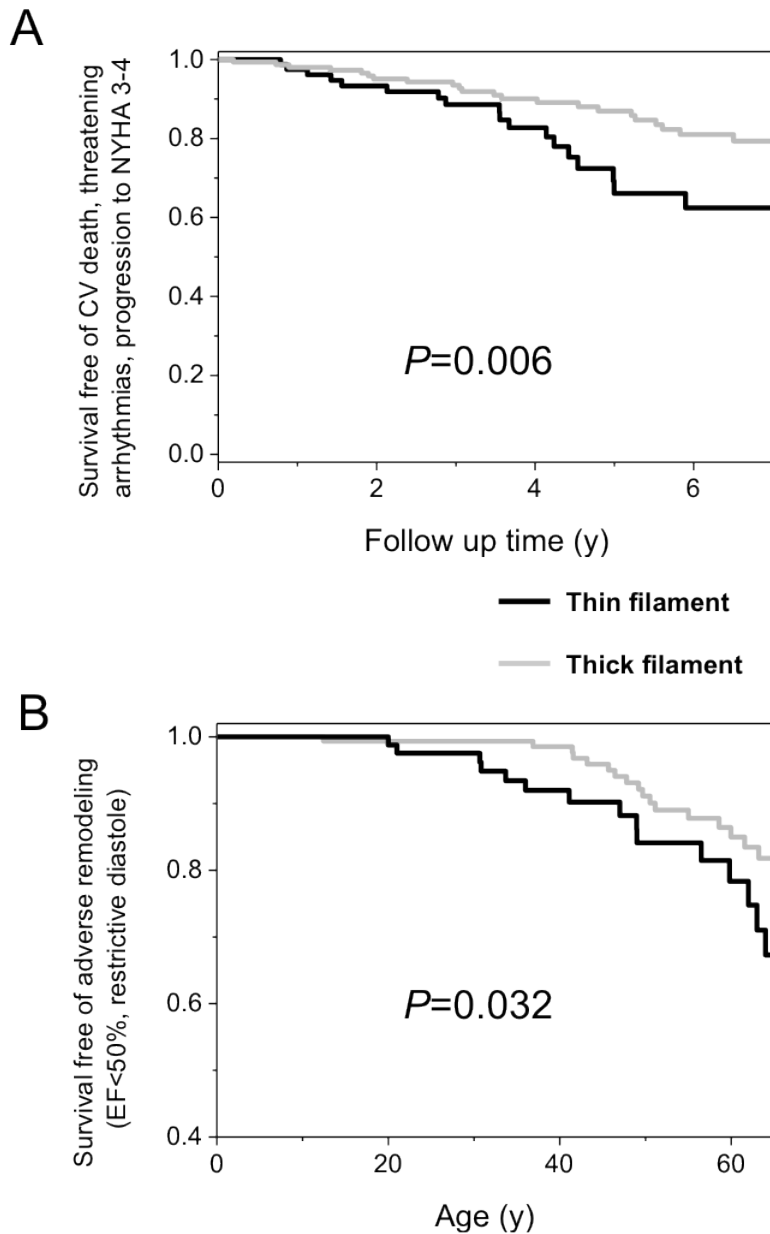 A
Survival free of CV death, threatening
arrhythmias, progression to NYHA 3-4
1.0
0.8
0.6
0.4
0.2
0.0
P=0.006
0 2 4 6
Follow up time (y)
Thin filament
Thick filament
B
Survival free of adverse remodeling
(EF<50%, restrictive diastole)
1.0
0.8
0.6
0.4
P=0.032
0 20 40 60
Age (y)